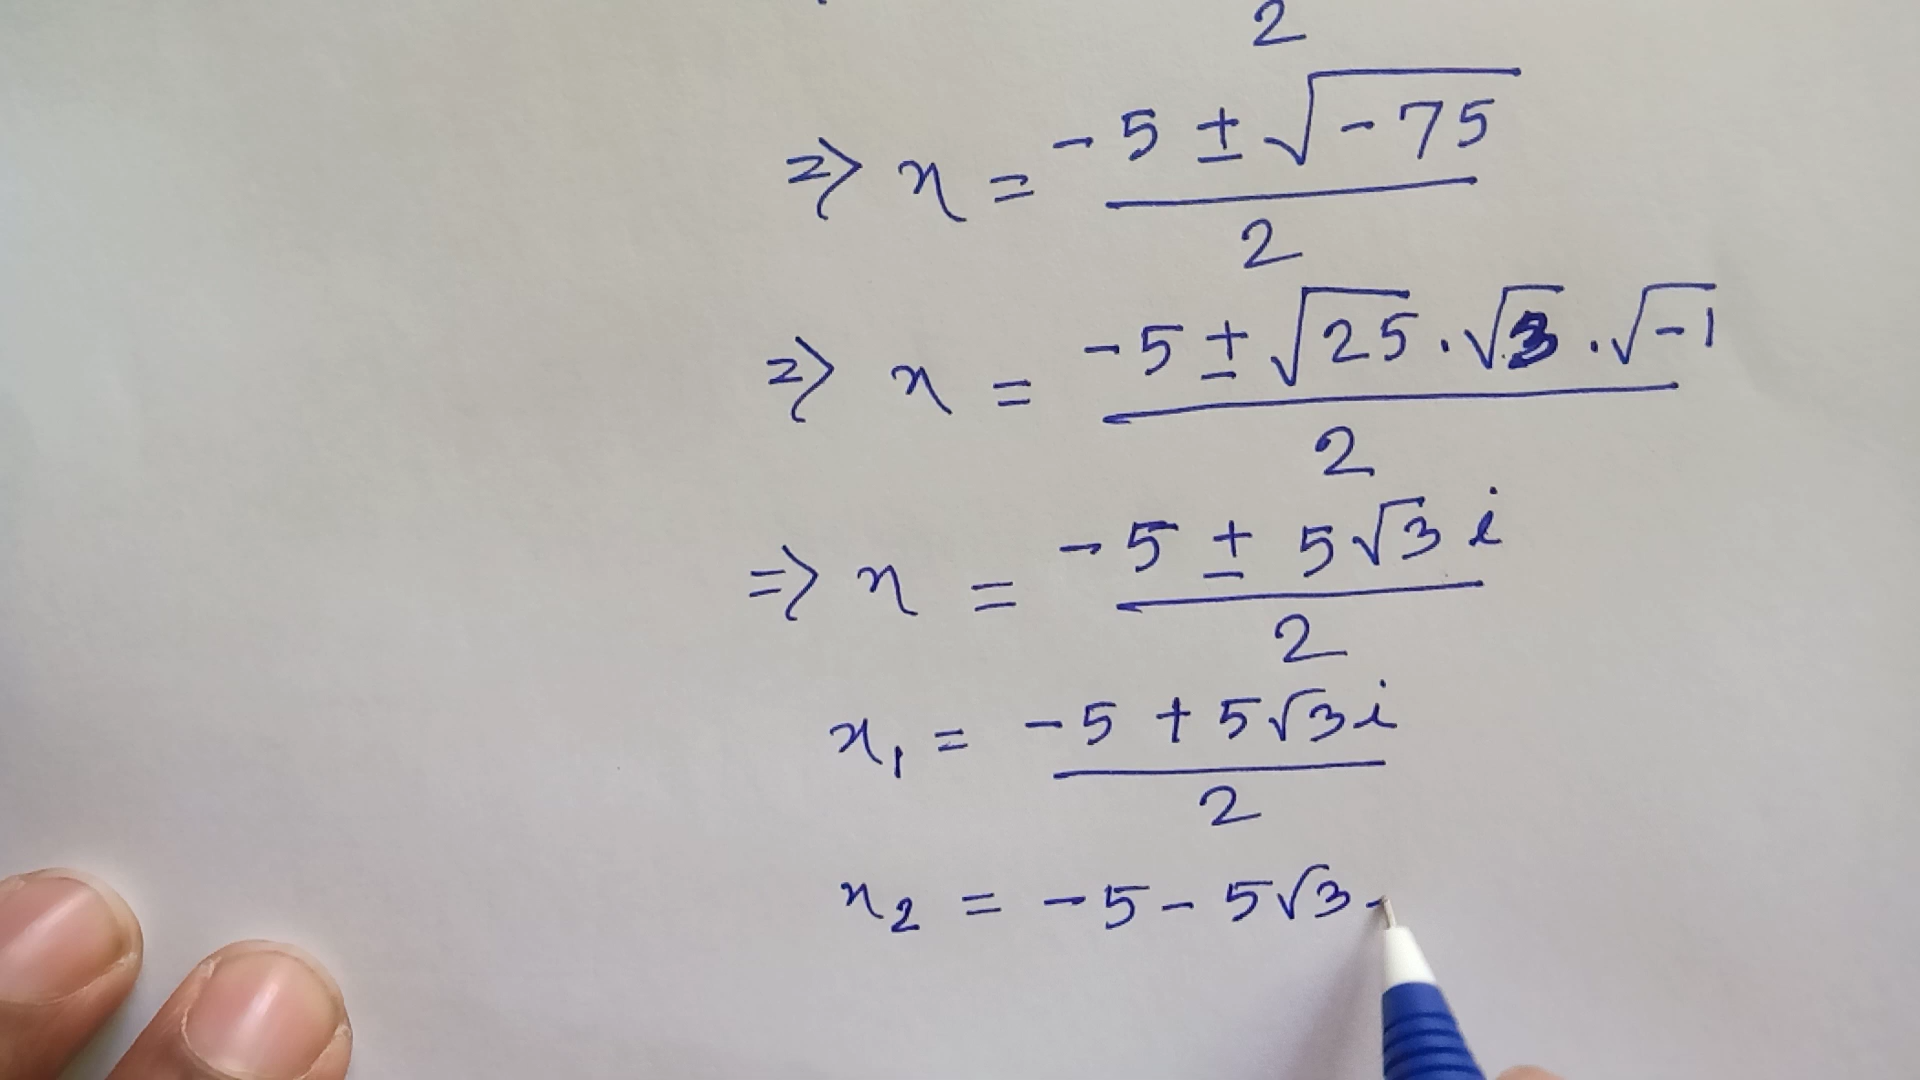 2
=> x = (-5 ± √-75) / 2
=> x = (-5 ± √25 . √3 . √-1) / 2
=> x = (-5 ± 5√3 i) / 2
x₁ = (-5 + 5√3 i) / 2
x₂ = -5 - 5√3